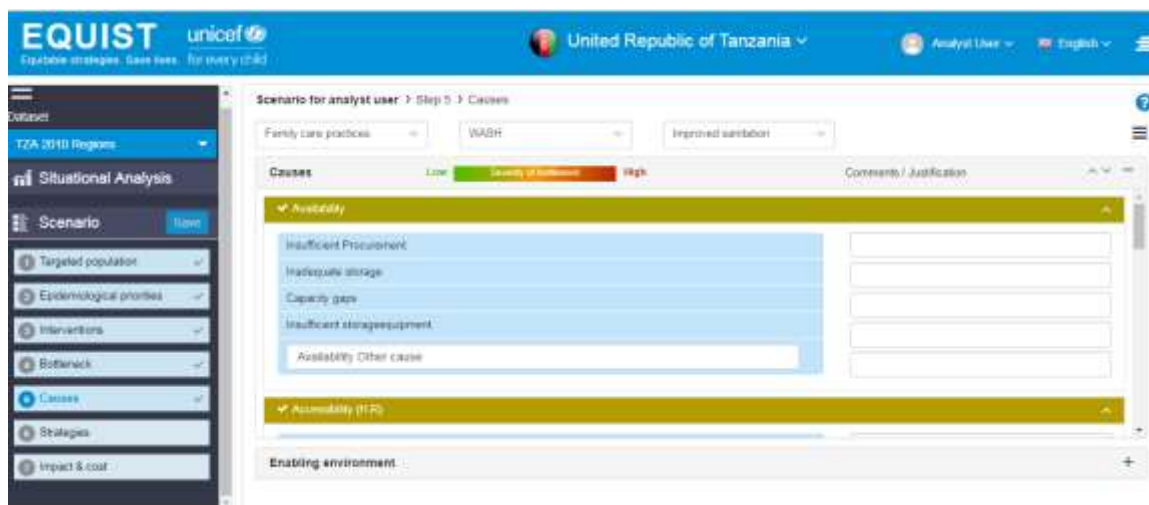 EQUIST
Equitable strategies. Save lives.
unicef
for every child
United Republic of Tanzania
Analyst User
English
Dataset
TZA 2010 Regions
Situational Analysis
Scenario
Save
Targeted population
Epidemiological priorities
Interventions
Bottleneck
Causes
Strategies
Impact & cost
Scenario for analyst user > Step 5 > Causes
Family care practices
WASH
Improved sanitation
Causes
Low
Severity of bottleneck
High
Comments / Justification
Availability
Insufficient Procurement
Inadequate storage
Capacity gaps
Insufficient storageequipment
Availability Other cause
Accessibility (H.R)
Enabling environment